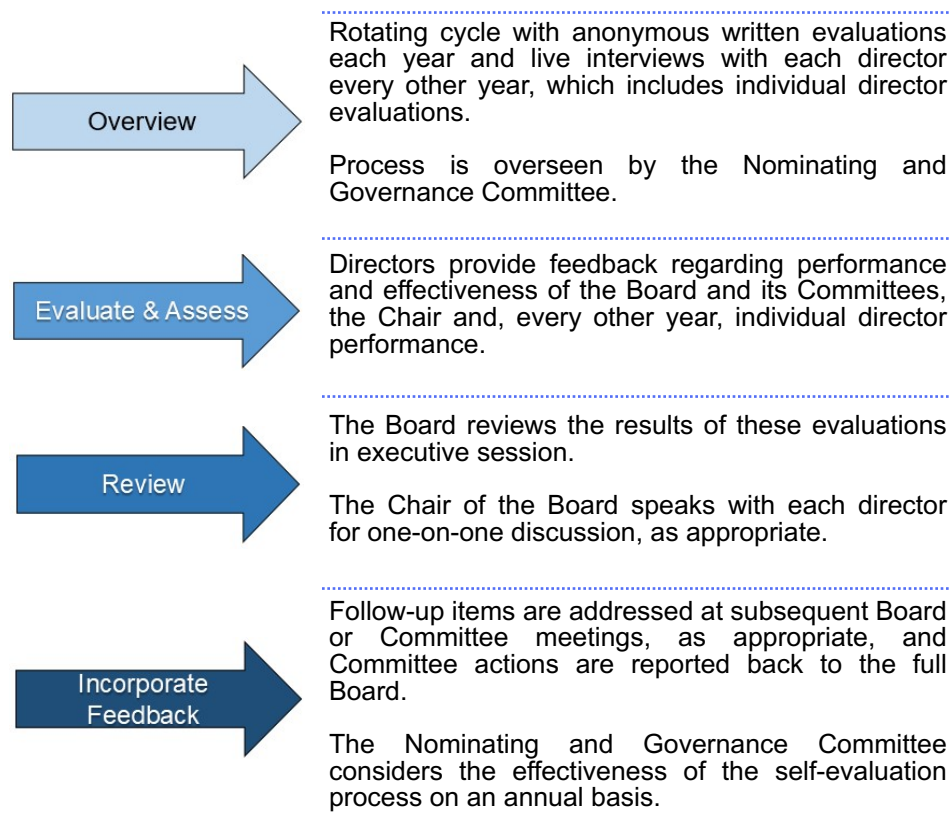 Overview
Rotating cycle with anonymous written evaluations
each year and live interviews with each director
every other year, which includes individual director
evaluations.
Process is overseen by the Nominating and
Governance Committee.
Evaluate & Assess
Directors provide feedback regarding performance
and effectiveness of the Board and its Committees,
the Chair and, every other year, individual director
performance.
Review
The Board reviews the results of these evaluations
in executive session.
The Chair of the Board speaks with each director
for one-on-one discussion, as appropriate.
Incorporate
Feedback
Follow-up items are addressed at subsequent Board
or Committee meetings, as appropriate, and
Committee actions are reported back to the full
Board.
The Nominating and Governance Committee
considers the effectiveness of the self-evaluation
process on an annual basis.